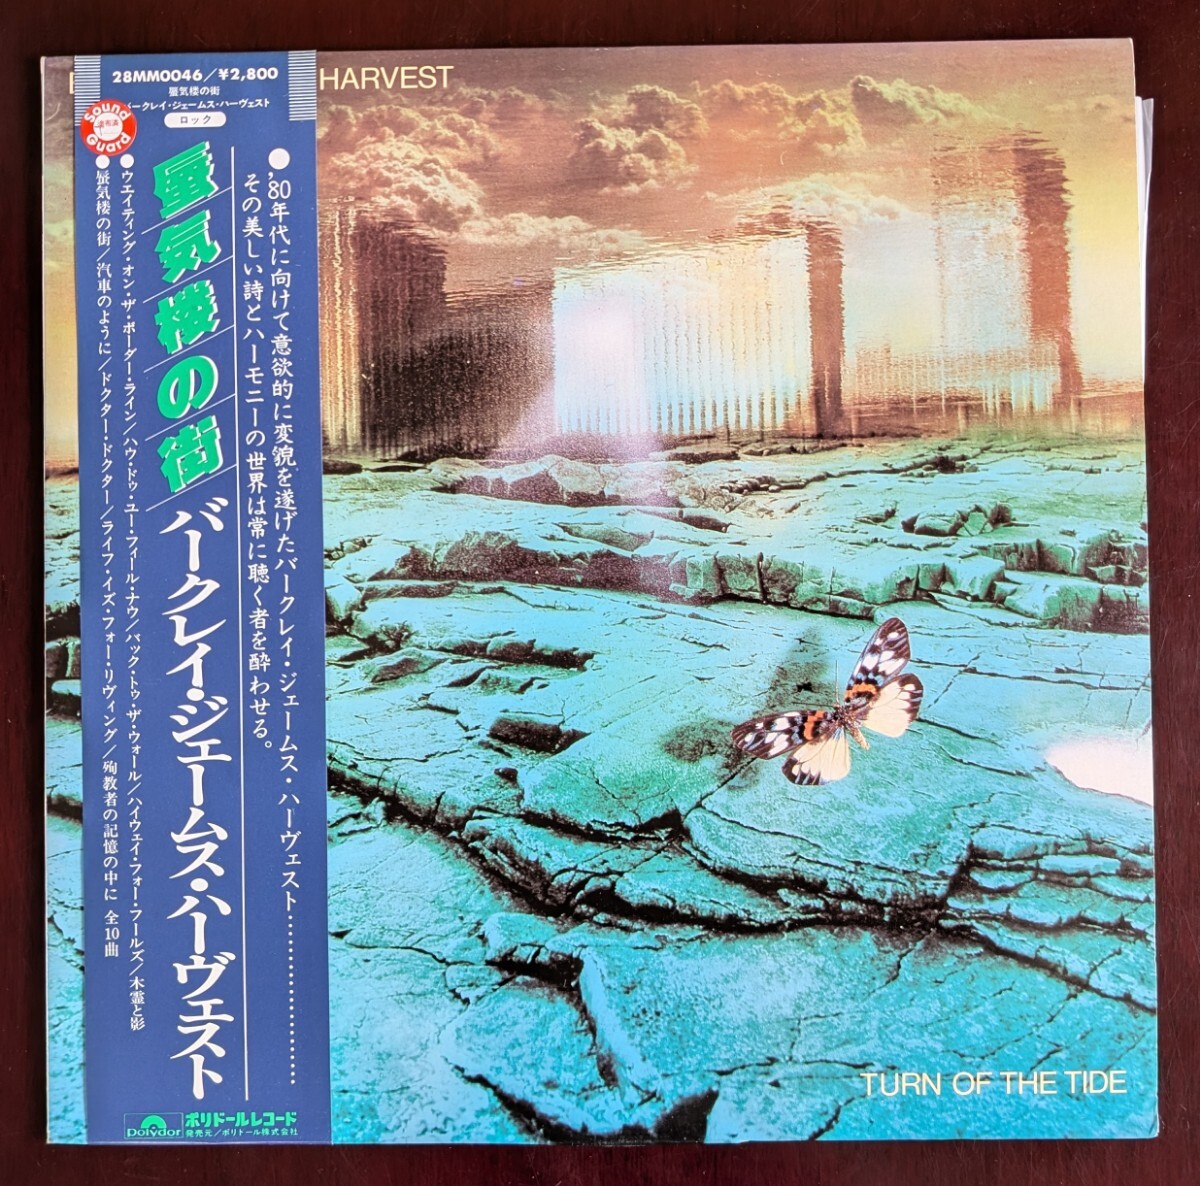 HARVEST
28MM0046/¥2,800
蜃気楼の街
バークレイ・ジェームス・ハーヴェスト
ロック
Sound
塗布済
Guard
●'80年代に向けて意欲的に変貌を遂げたバークレイ・ジェームス・ハーヴェスト………………
その美しい詩とハーモニーの世界は常に聴く者を酔わせる。
蜃気楼の街
バークレイ・ジェームス・ハーヴェスト
●ウエイティング・オン・ザ・ボーダー・ライン/ハウ・ドゥ・ユー・フィール・ナウ/バック・トゥ・ザ・ウォール/ハイウェイ・フォー・フールズ/木霊と影
●蜃気楼の街/汽車のように/ドクター・ドクター/ライフ・イズ・フォー・リヴィング/殉教者の記憶の中に 全10曲
polydor
ポリドールレコード
発売元/ポリドール株式会社
TURN OF THE TIDE